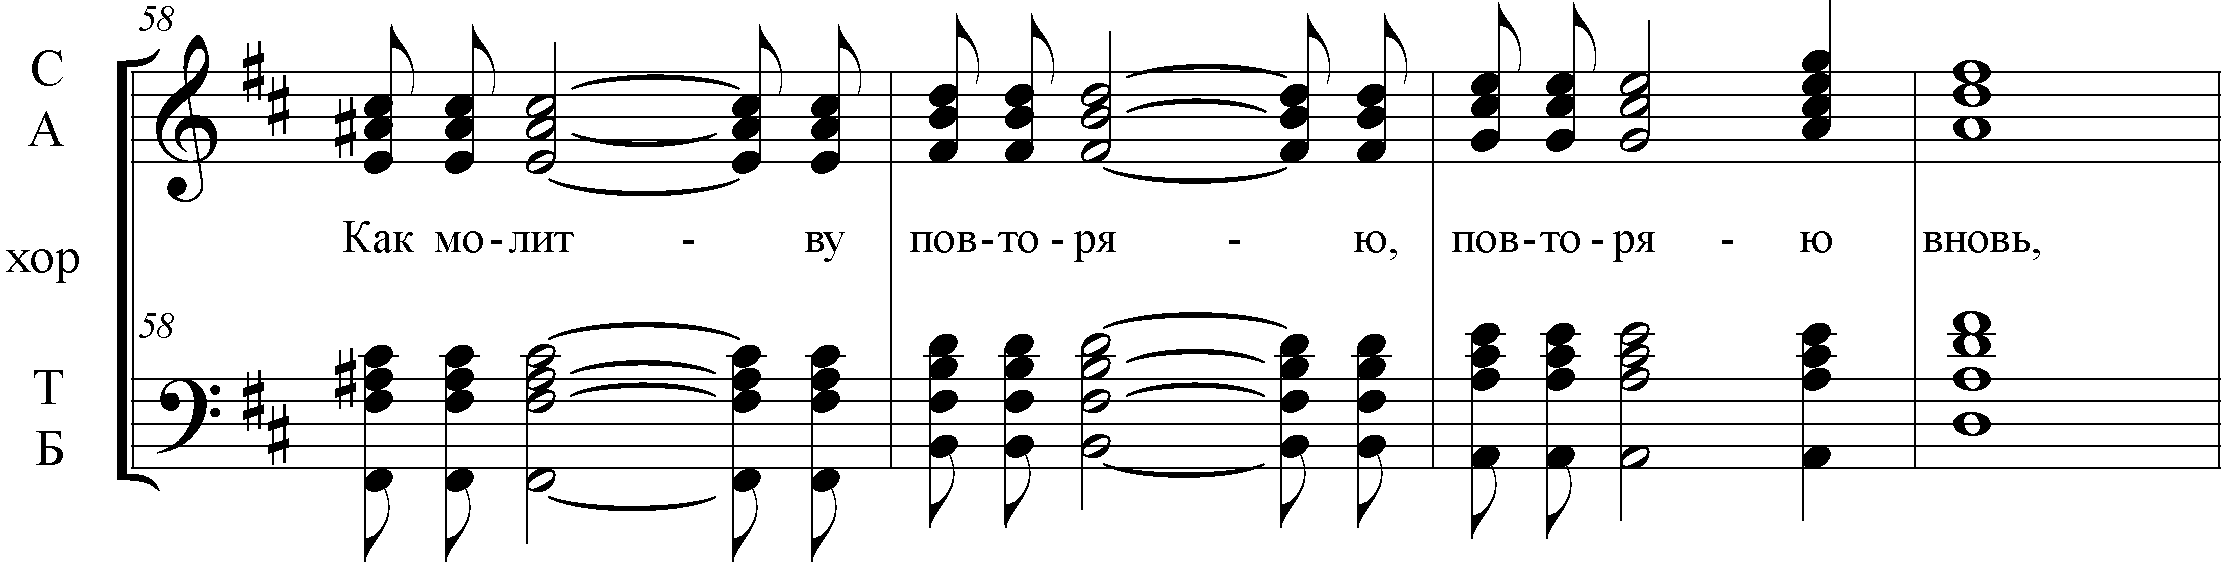 58
С
А
хор
Как мо-лит - ву пов-то-ря - ю, пов-то-ря - ю вновь,
58
Т
Б